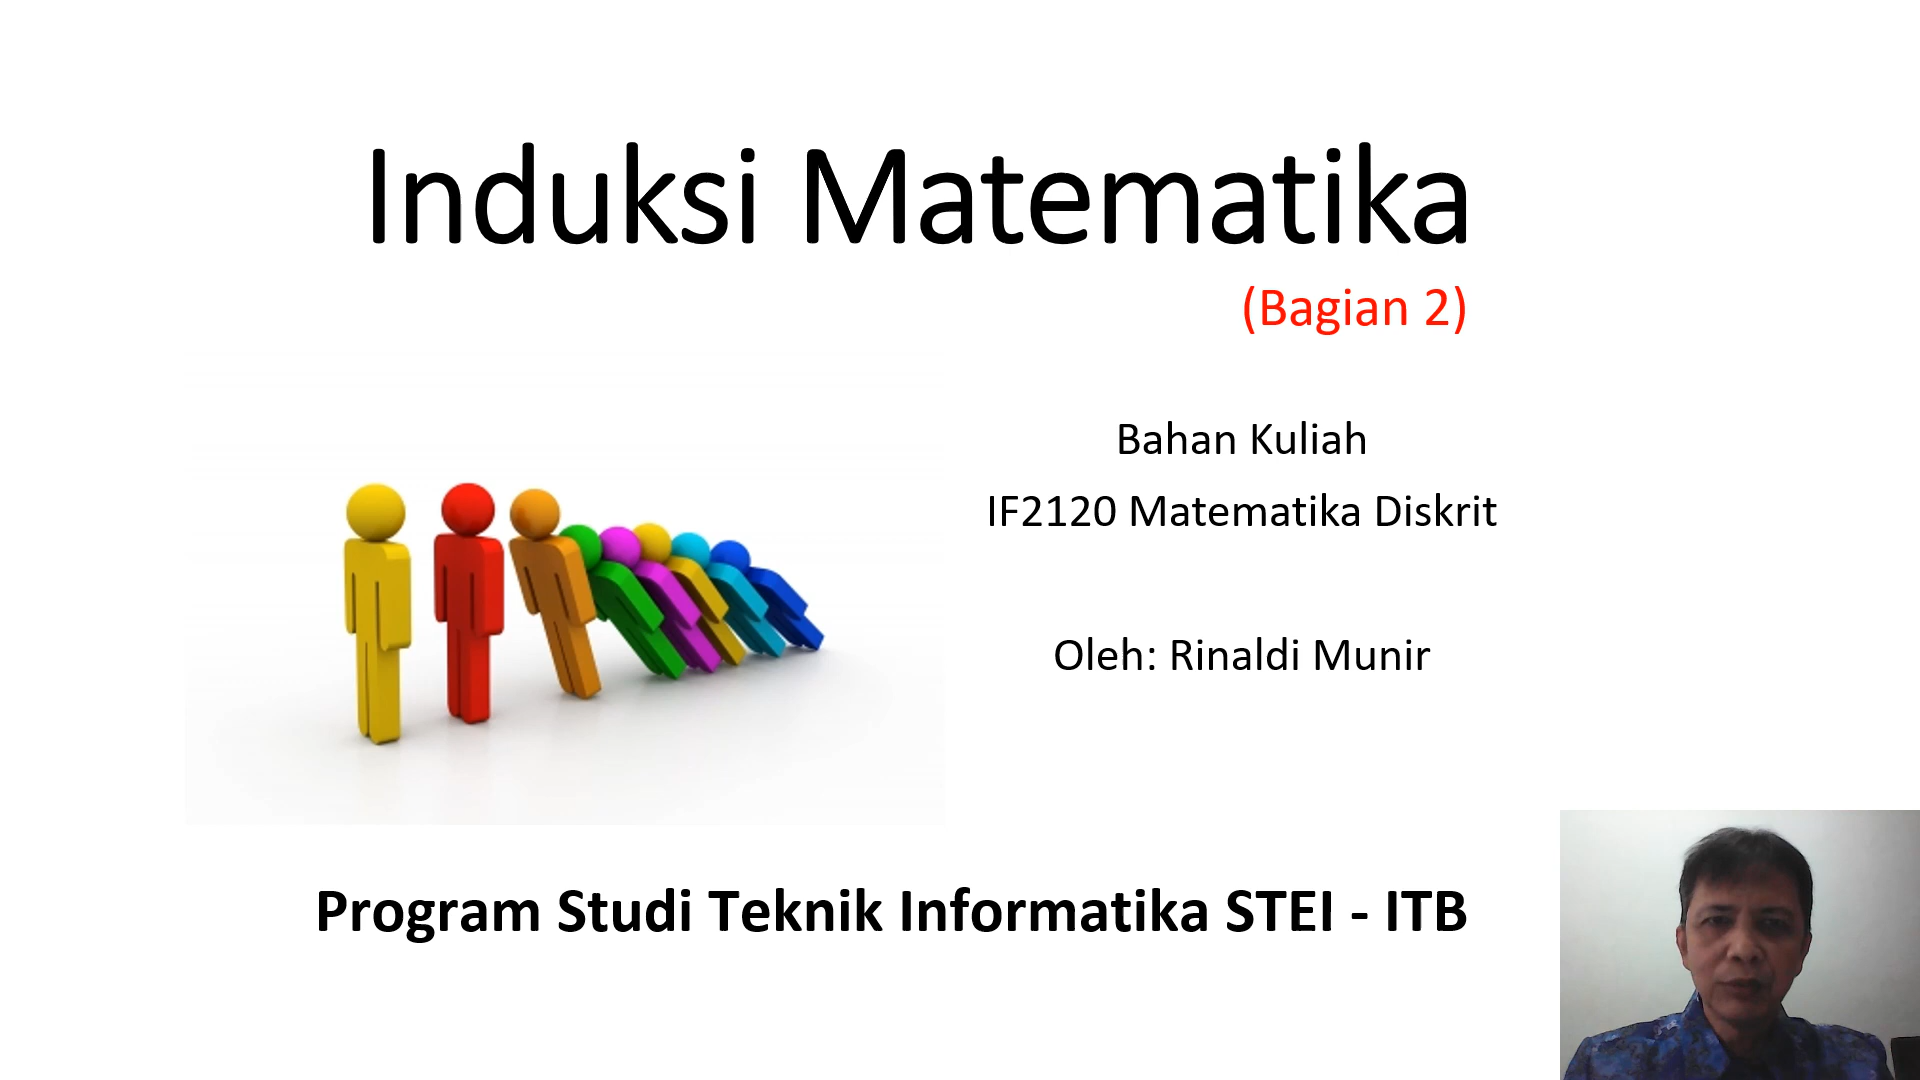 Induksi Matematika
(Bagian 2)
Bahan Kuliah
IF2120 Matematika Diskrit
Oleh: Rinaldi Munir
Program Studi Teknik Informatika STEI - ITB